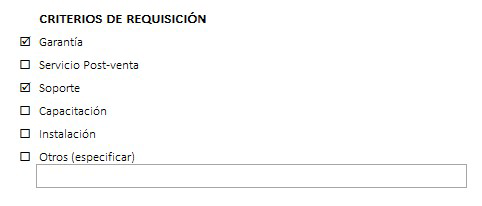 CRITERIOS DE REQUISICIÓN
☑ Garantía
☐ Servicio Post-venta
☑ Soporte
☐ Capacitación
☐ Instalación
☐ Otros (especificar)